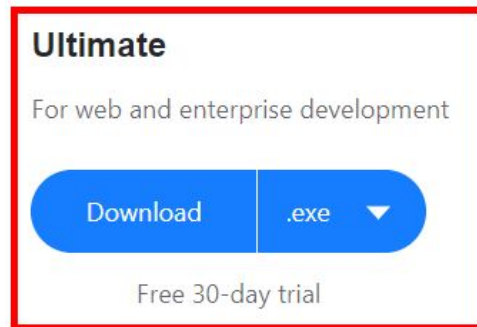 Ultimate
For web and enterprise development
Download .exe
Free 30-day trial